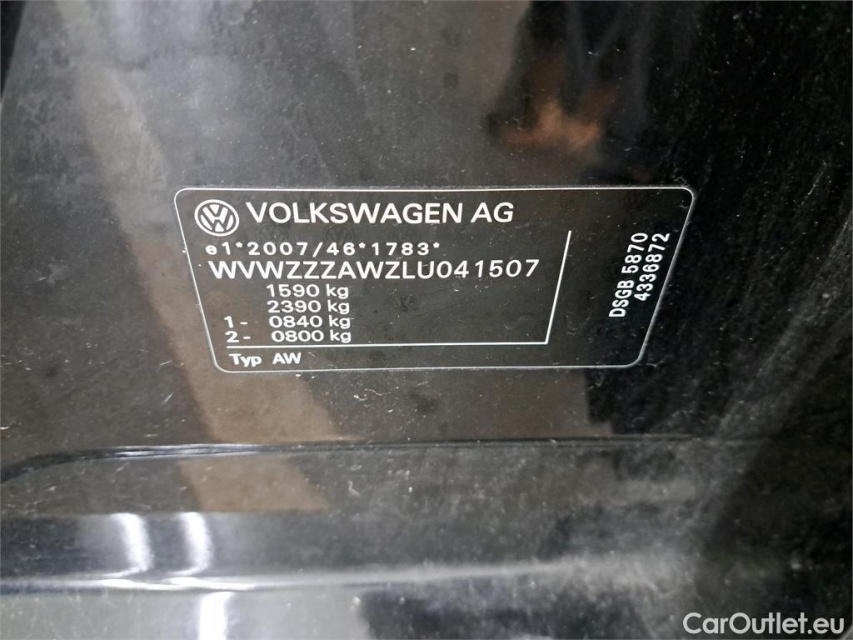 VOLKSWAGEN AG
e1*2007/46*1783*
WVWZZZAWZLU041507
1590 kg
2390 kg
1- 0840 kg
2- 0800 kg
Typ AW
DSGB 5870
4336872
CarOutlet.eu